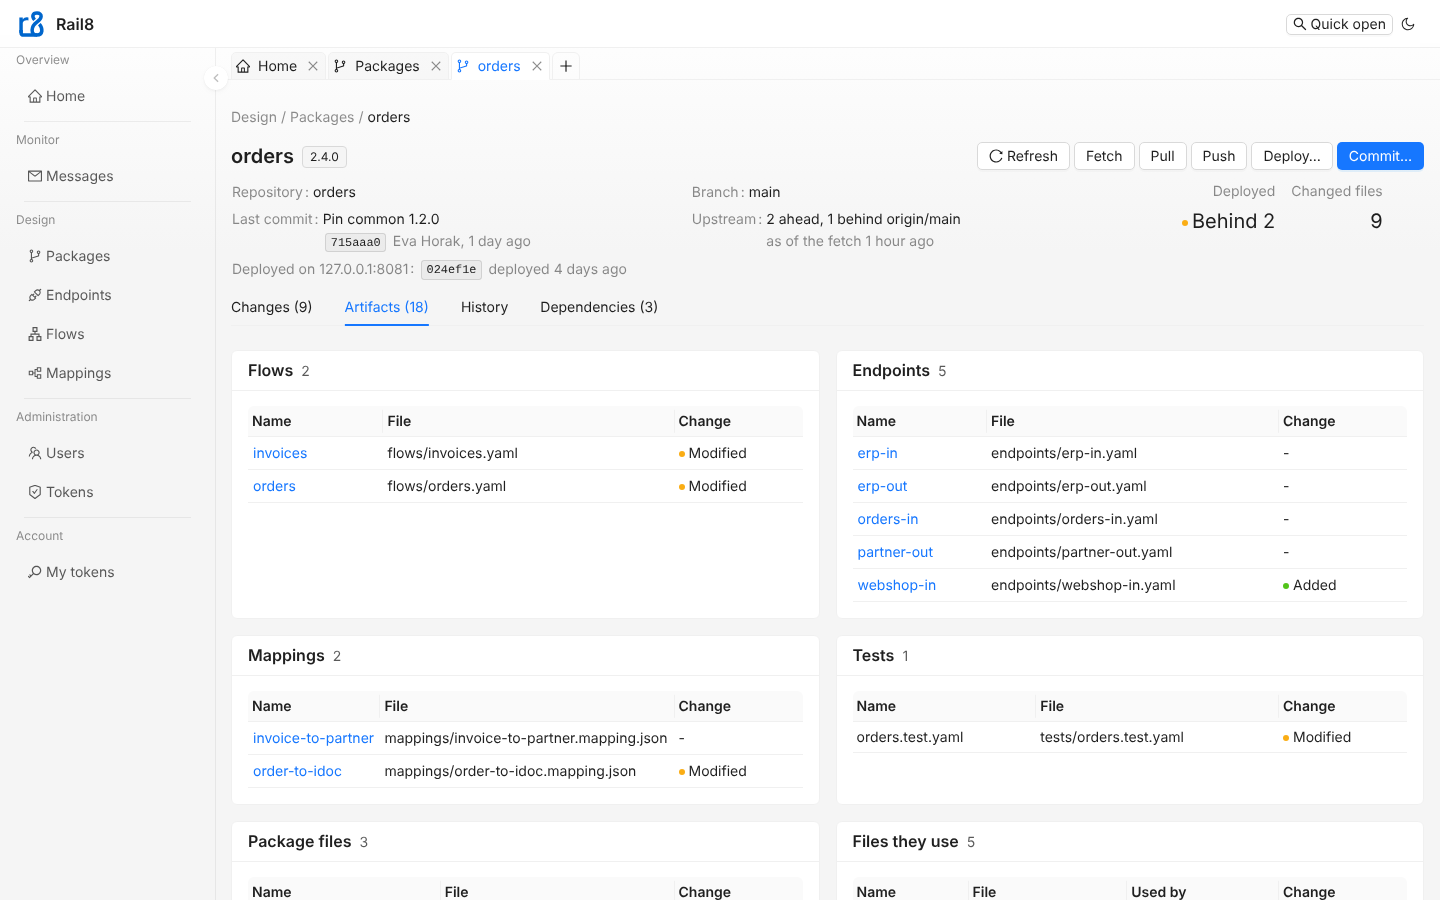 r8 Rail8
Quick open
Overview
Home
Monitor
Messages
Design
Packages
Endpoints
Flows
Mappings
Administration
Users
Tokens
Account
My tokens
Home
Packages
orders
Design / Packages / orders
orders 2.4.0
Refresh
Fetch
Pull
Push
Deploy...
Commit...
Repository: orders
Branch: main
Deployed
Behind 2
Changed files
9
Last commit: Pin common 1.2.0
715aaa0 Eva Horak, 1 day ago
Upstream: 2 ahead, 1 behind origin/main
as of the fetch 1 hour ago
Deployed on 127.0.0.1:8081: 024ef1e deployed 4 days ago
Changes (9)
Artifacts (18)
History
Dependencies (3)
Flows 2
Name File Change
invoices flows/invoices.yaml Modified
orders flows/orders.yaml Modified
Endpoints 5
Name File Change
erp-in endpoints/erp-in.yaml -
erp-out endpoints/erp-out.yaml -
orders-in endpoints/orders-in.yaml -
partner-out endpoints/partner-out.yaml -
webshop-in endpoints/webshop-in.yaml Added
Mappings 2
Name File Change
invoice-to-partner mappings/invoice-to-partner.mapping.json -
order-to-idoc mappings/order-to-idoc.mapping.json Modified
Tests 1
Name File Change
orders.test.yaml tests/orders.test.yaml Modified
Package files 3
Name File Change
Files they use 5
Name File Used by Change